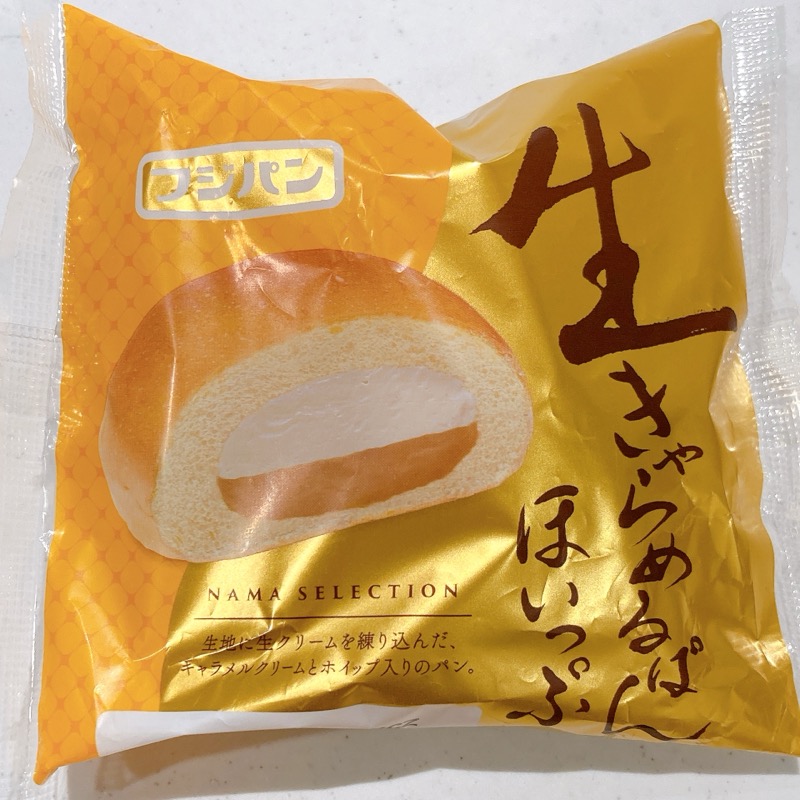 フジパン
生きゃらめるぱん
ほいっぷ
NAMA SELECTION
生地に生クリームを練り込んだ、
キャラメルクリームとホイップ入りのパン。